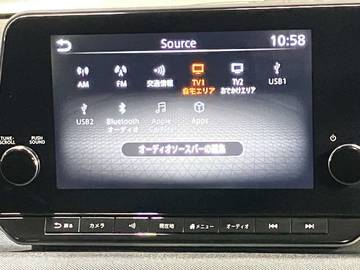 Source 10:58
AM FM 交通情報 TV1 TV2 USB1
自宅エリア おでかけエリア
USB2 Bluetooth Apple Apps
オーディオ CarPlay
オーディオソースバーの編集
TUNE·SCROLL PUSH SOUND
戻る カメラ 現在地 メニュー オーディオ